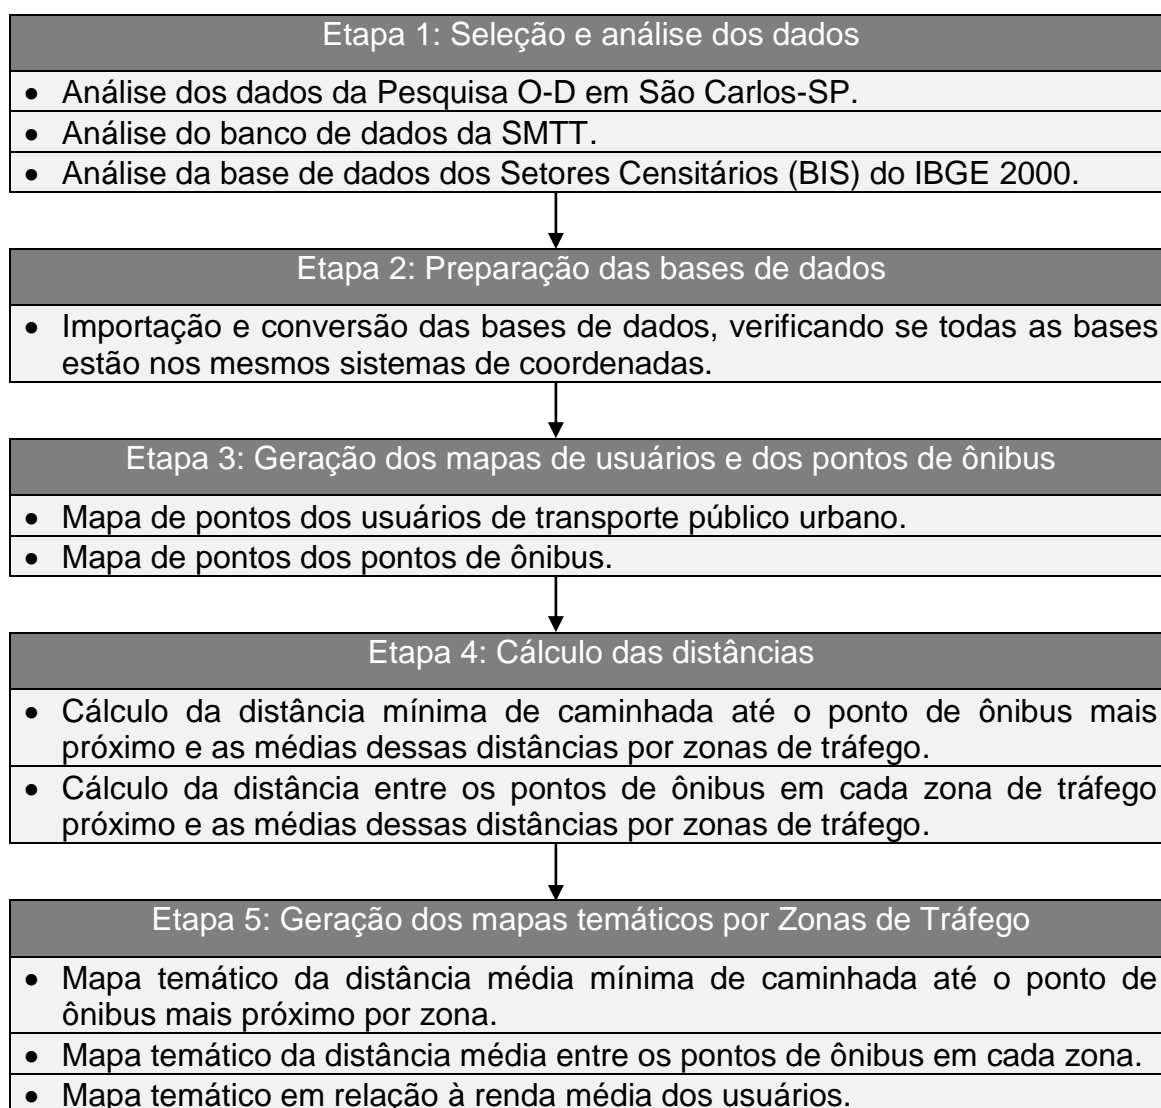 Etapa 1: Seleção e análise dos dados
• Análise dos dados da Pesquisa O-D em São Carlos-SP.
• Análise do banco de dados da SMTT.
• Análise da base de dados dos Setores Censitários (BIS) do IBGE 2000.
Etapa 2: Preparação das bases de dados
• Importação e conversão das bases de dados, verificando se todas as bases
estão nos mesmos sistemas de coordenadas.
Etapa 3: Geração dos mapas de usuários e dos pontos de ônibus
• Mapa de pontos dos usuários de transporte público urbano.
• Mapa de pontos dos pontos de ônibus.
Etapa 4: Cálculo das distâncias
• Cálculo da distância mínima de caminhada até o ponto de ônibus mais
próximo e as médias dessas distâncias por zonas de tráfego.
• Cálculo da distância entre os pontos de ônibus em cada zona de tráfego
próximo e as médias dessas distâncias por zonas de tráfego.
Etapa 5: Geração dos mapas temáticos por Zonas de Tráfego
• Mapa temático da distância média mínima de caminhada até o ponto de
ônibus mais próximo por zona.
• Mapa temático da distância média entre os pontos de ônibus em cada zona.
• Mapa temático em relação à renda média dos usuários.